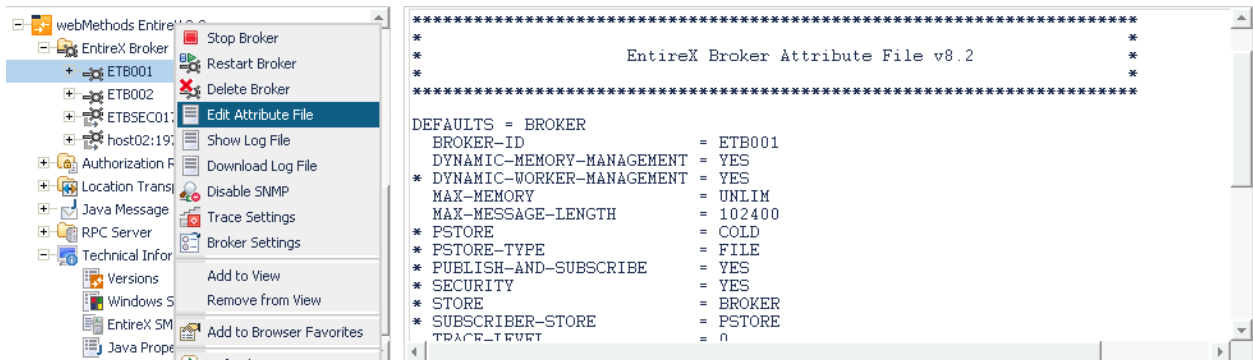 webMethods EntireX
EntireX Broker
ETB001
ETB002
ETBSEC017
host02:197
Authorization R
Location Transp
Java Message
RPC Server
Technical Infor
Versions
Windows S
EntireX SM
Java Prope
Stop Broker
Restart Broker
Delete Broker
Edit Attribute File
Show Log File
Download Log File
Disable SNMP
Trace Settings
Broker Settings
Add to View
Remove from View
Add to Browser Favorites
************************************************************************
* *
* EntireX Broker Attribute File v8.2 *
* *
************************************************************************
DEFAULTS = BROKER
BROKER-ID = ETB001
DYNAMIC-MEMORY-MANAGEMENT = YES
* DYNAMIC-WORKER-MANAGEMENT = YES
MAX-MEMORY = UNLIM
MAX-MESSAGE-LENGTH = 102400
* PSTORE = COLD
* PSTORE-TYPE = FILE
* PUBLISH-AND-SUBSCRIBE = YES
* SECURITY = YES
* STORE = BROKER
* SUBSCRIBER-STORE = PSTORE
TRACE-LEVEL = 0